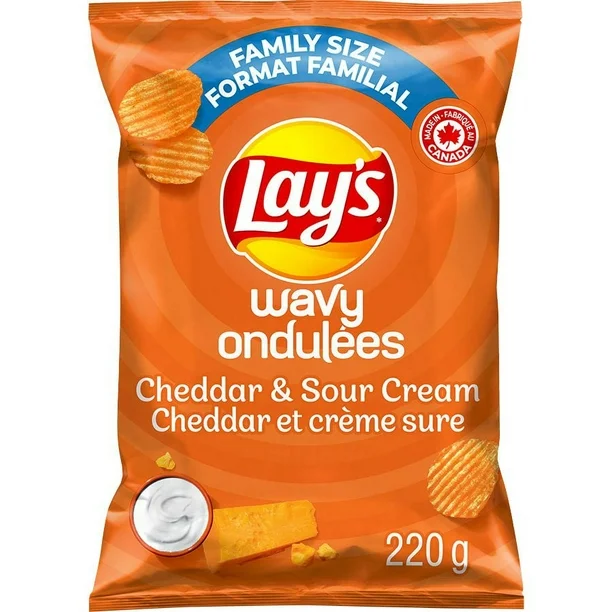 FAMILY SIZE
FORMAT FAMILIAL
MADE IN • FABRIQUÉ AU
CANADA
Lay's
wavy
ondulées
Cheddar & Sour Cream
Cheddar et crème sure
220 g